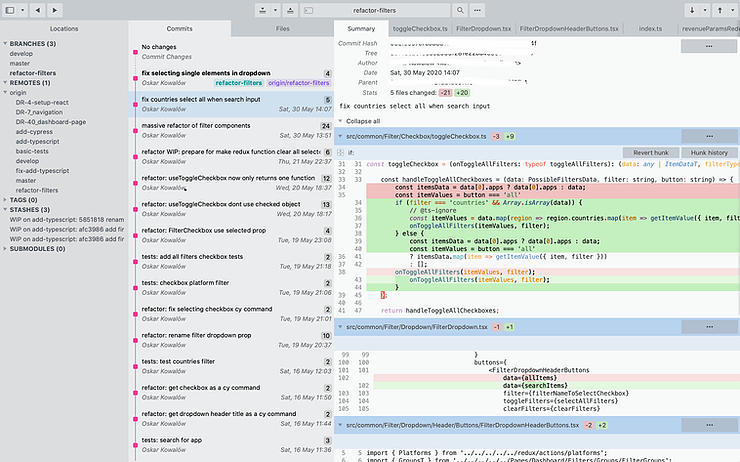 refactor-filters
Locations
Commits
Files
Summary
toggleCheckbox.ts
FilterDropdown.tsx
FilterDropdownHeaderButtons.tsx
index.ts
revenueParamsRedi
BRANCHES (3)
develop
master
refactor-filters
REMOTES (1)
origin
DR-4-setup-react
DR-7_navigation
DR-40_dashboard-page
add-cypress
add-typescript
basic-tests
develop
fix-add-typescript
master
refactor-filters
TAGS (0)
STASHES (3)
WIP on add-typescript: 5851818 renam
WIP on add-typescript: afc3986 add fir
WIP on add-typescript: afc3986 add fir
SUBMODULES (0)
No changes
Commit Changes
fix selecting single elements in dropdown 4
Oskar Kowalów refactor-filters origin/refactor-filters
fix countries select all when search input 5
Oskar Kowalów Sat, 30 May 14:07
massive refactor of filter components 24
Oskar Kowalów Sat, 30 May 13:51
refactor WIP: prepare for make redux function clear all select 6
Oskar Kowalów Thu, 21 May 22:37
refactor: useToggleCheckbox now only returns one function 12
Oskar Kowalów Wed, 20 May 18:37
refactor: useToggleCheckbox dont use checked object 13
Oskar Kowalów Wed, 20 May 18:17
refactor: FilterCheckbox use selected prop 4
Oskar Kowalów Tue, 19 May 23:08
tests: add all filters checkbox tests 2
Oskar Kowalów Tue, 19 May 21:18
tests: checkbox platform filter 2
Oskar Kowalów Tue, 19 May 21:06
refactor: fix selecting checkbox cy command 2
Oskar Kowalów Tue, 19 May 21:01
refactor: rename filter dropdown prop 10
Oskar Kowalów Tue, 19 May 20:37
tests: test countries filter 2
Oskar Kowalów Sat, 16 May 12:03
refactor: get checkbox as a cy command 2
Oskar Kowalów Sat, 16 May 11:50
refactor: get dropdown header title as a cy command 2
Oskar Kowalów Sat, 16 May 11:44
tests: search for app 3
Oskar Kowalów Sat, 16 May 11:36
Commit Hash
Tree
Author
Date Sat, 30 May 2020 14:07
Parent
Stats 5 files changed: -21 +20
fix countries select all when search input
Collapse all
src/common/Filter/Checkbox/toggleCheckbox.ts -3 +9
if: Revert hunk Hunk history
31 31 const toggleCheckbox = (onToggleAllFilters: typeof toggleAllFilters): (data: any | ItemDataT, filterType
32 32
33 33 const handleToggleAllCheckboxes = (data: PossibleFiltersData, filter: string, button: string) => {
34 const itemsData = data[0].apps ? data[0].apps : data;
35 const itemValues = button === 'all'
34 if (filter === 'countries' && Array.isArray(data)) {
35 // @ts-ignore
36 const itemValues = data.map(region => region.countries.map(item => getItemValue({ item, filt
37 onToggleAllFilters(itemValues, filter);
38 } else {
39 const itemsData = data[0].apps ? data[0].apps : data;
40 const itemValues = button === 'all'
36 41 ? itemsData.map(item => getItemValue({ item, filter }))
37 42 : [];
38 onToggleAllFilters(itemValues, filter);
43 onToggleAllFilters(itemValues, filter);
44 }
39 45 };
40 46
41 47 return handleToggleAllCheckboxes;
src/common/Filter/Dropdown/FilterDropdown.tsx -1 +1
99 99 }
100 100 buttons={
101 101 <FilterDropdownHeaderButtons
102 data={allItems}
102 data={searchItems}
103 103 filter={filterNameToSelectCheckbox}
104 104 toggleFilters={selectAllFilters}
105 105 clearFilters={clearFilters}
src/common/Filter/Dropdown/Header/Buttons/FilterDropdownHeaderButtons.tsx -2 +2
5 5 import { Platforms } from '../../../../../redux/actions/platforms';
6 6 import { GroupsT } from '../../../../../Pages/Dashboard/Filters/Groups/FilterGroups';